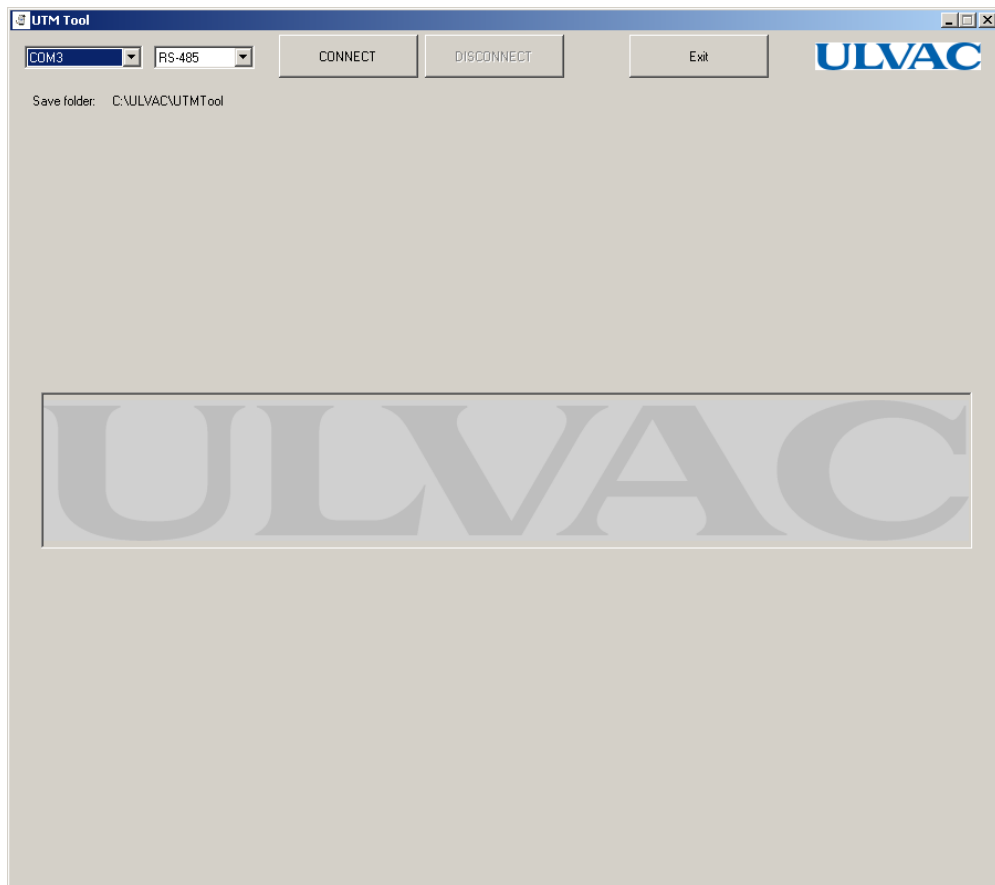 UTM Tool
COM3 RS-485 CONNECT DISCONNECT Exit ULVAC
Save folder: C:\ULVAC\UTMTool
ULVAC